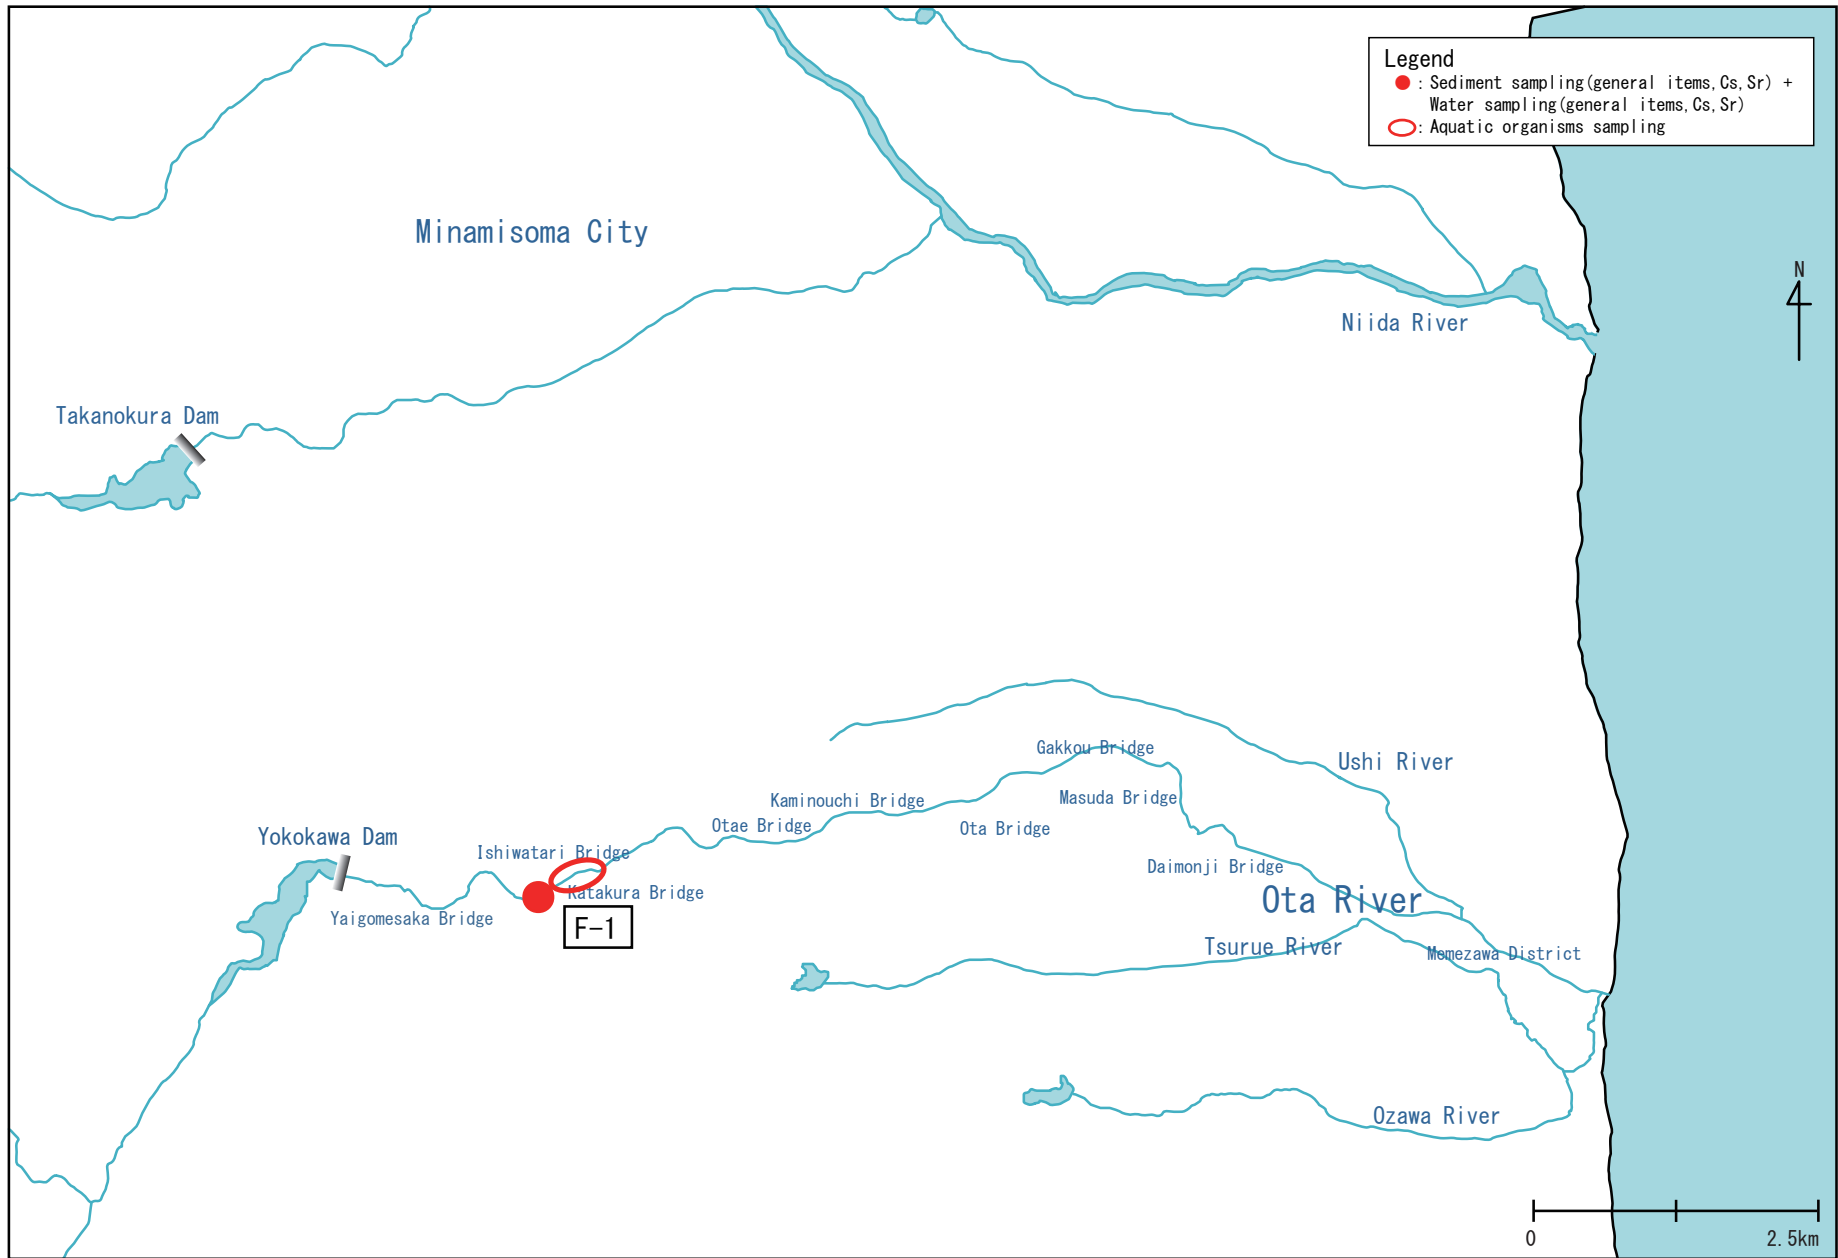 Legend
: Sediment sampling(general items,Cs,Sr) +
Water sampling(general items,Cs,Sr)
: Aquatic organisms sampling
Minamisoma City
N
Niida River
Takanokura Dam
Gakkou Bridge
Ushi River
Kaminouchi Bridge
Masuda Bridge
Otae Bridge
Ota Bridge
Yokokawa Dam
Ishiwatari Bridge
Daimonji Bridge
Katakura Bridge
Ota River
Yaigomesaka Bridge
F-1
Tsurue River
Memezawa District
Ozawa River
0
2.5km